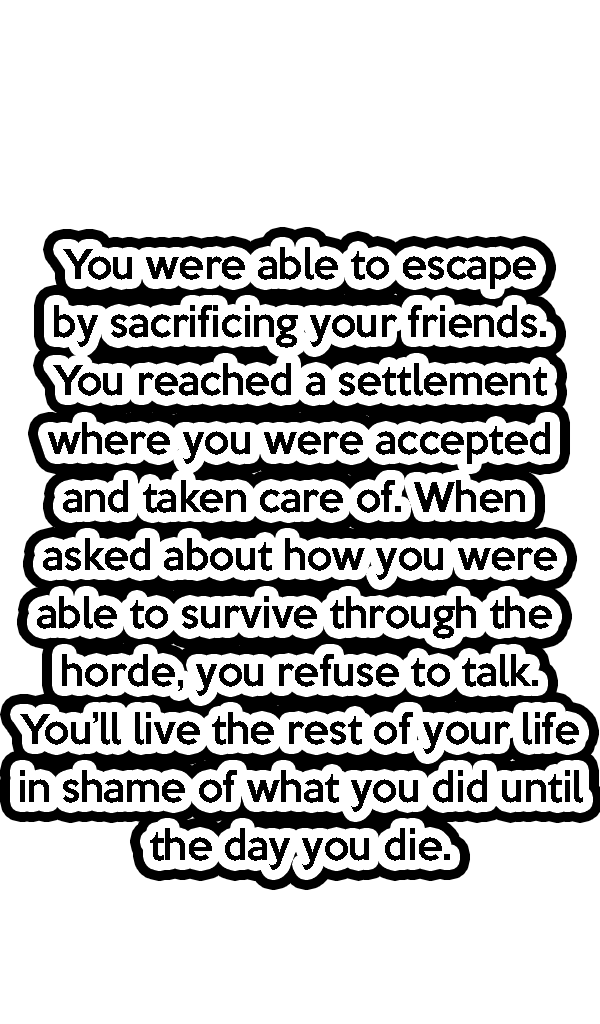 You were able to escape
by sacrificing your friends.
You reached a settlement
where you were accepted
and taken care of. When
asked about how you were
able to survive through the
horde, you refuse to talk.
You'll live the rest of your life
in shame of what you did until
the day you die.